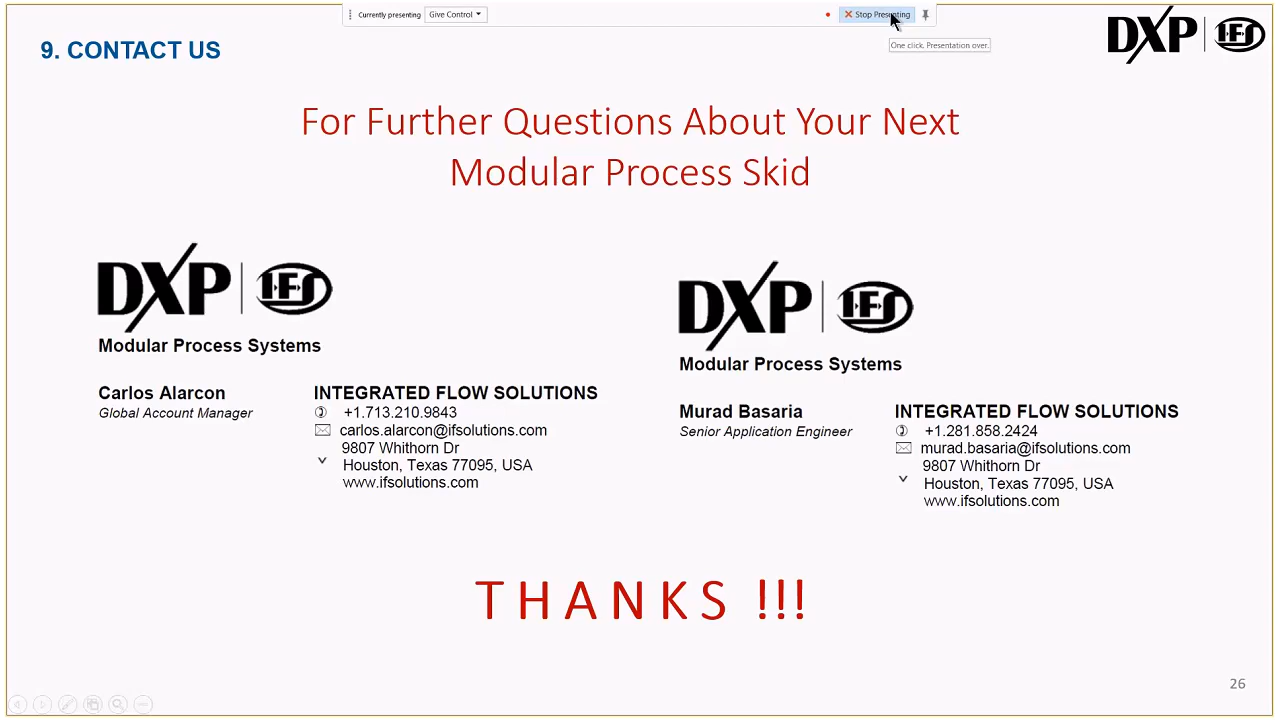 Currently presenting Give Control Stop Presenting
One click. Presentation over.
9. CONTACT US
DXP IFS
For Further Questions About Your Next
Modular Process Skid
DXP IFS
Modular Process Systems
Carlos Alarcon
Global Account Manager
INTEGRATED FLOW SOLUTIONS
+1.713.210.9843
carlos.alarcon@ifsolutions.com
9807 Whithorn Dr
Houston, Texas 77095, USA
www.ifsolutions.com
DXP IFS
Modular Process Systems
Murad Basaria
Senior Application Engineer
INTEGRATED FLOW SOLUTIONS
+1.281.858.2424
murad.basaria@ifsolutions.com
9807 Whithorn Dr
Houston, Texas 77095, USA
www.ifsolutions.com
T H A N K S !!!
26